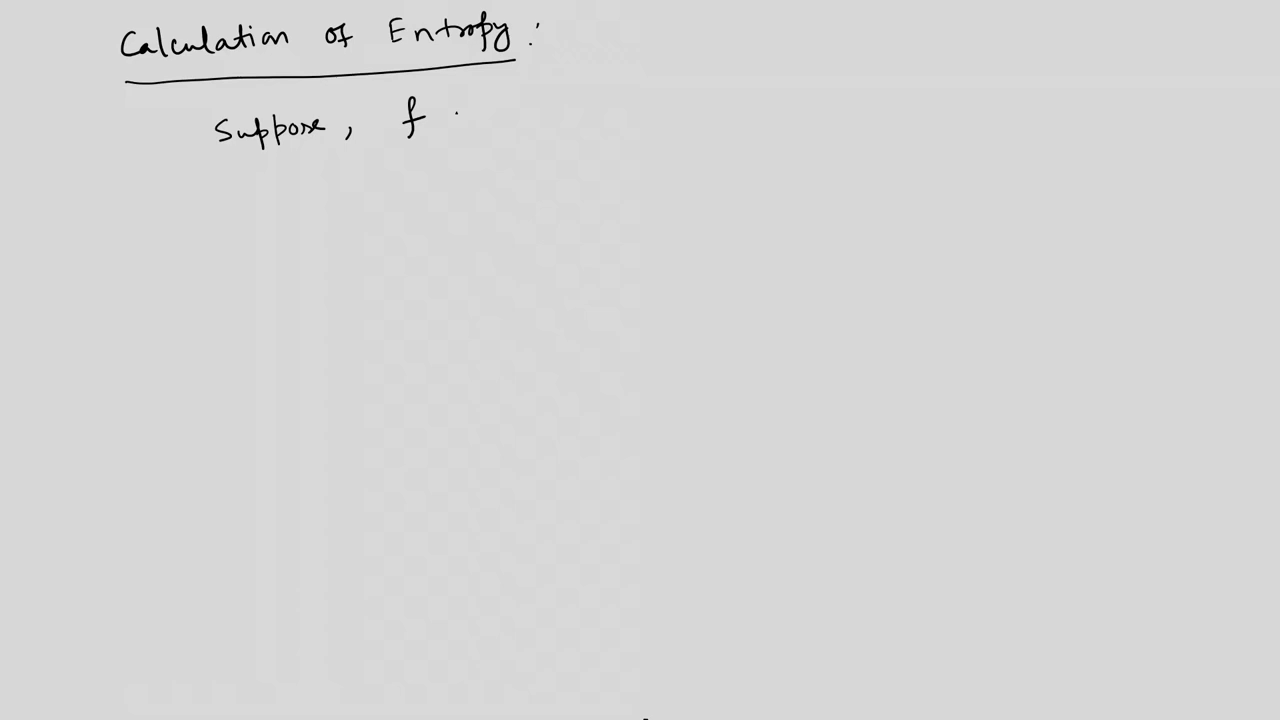 Calculation of Entropy :
Suppose, f